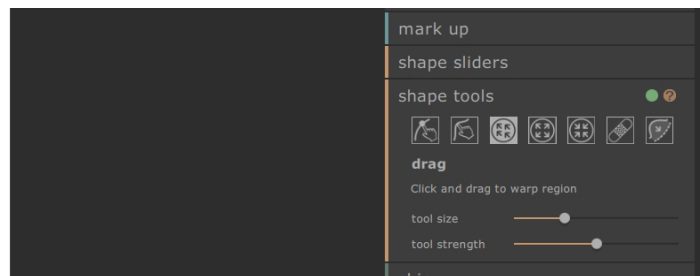 mark up
shape sliders
shape tools
drag
Click and drag to warp region
tool size
tool strength